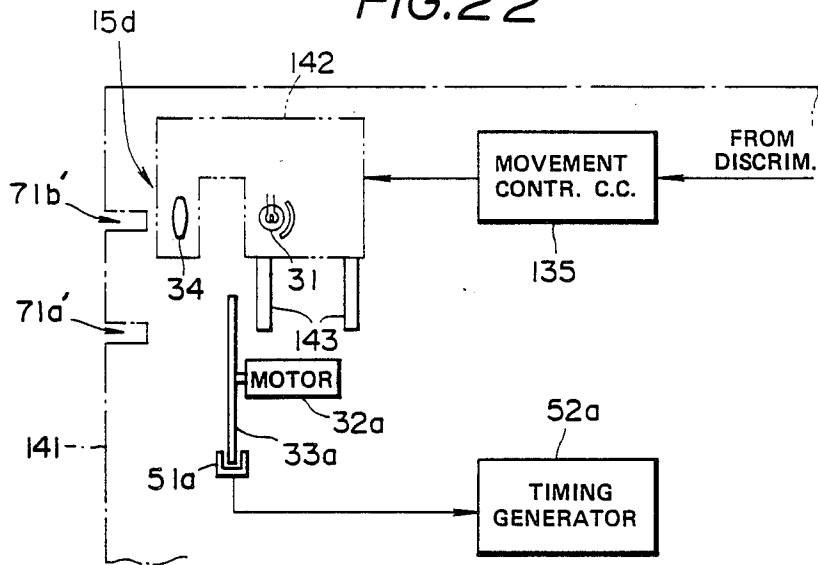 FIG.22
15d
142
71b'
34
31
MOVEMENT
CONTR. C.C.
135
FROM
DISCRIM.
71a'
143
MOTOR
32a
141
51a
33a
52a
TIMING
GENERATOR